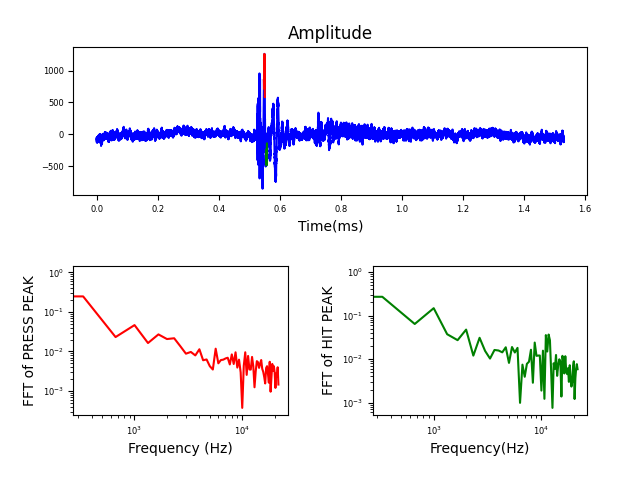 Amplitude
1000
500
0
−500
0.0 0.2 0.4 0.6 0.8 1.0 1.2 1.4 1.6
Time(ms)
FFT of PRESS PEAK
10⁰
10⁻¹
10⁻²
10⁻³
10³ 10⁴
Frequency (Hz)
FFT of HIT PEAK
10⁰
10⁻¹
10⁻²
10⁻³
10³ 10⁴
Frequency(Hz)